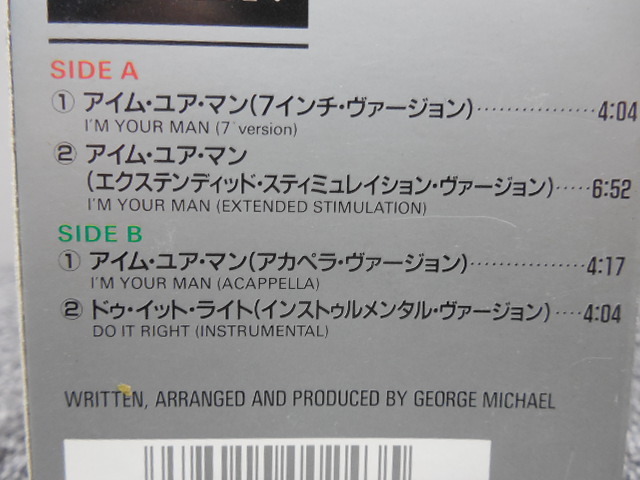 SIDE A
① アイム・ユア・マン(7インチ・ヴァージョン)················4:04
I'M YOUR MAN (7" version)
② アイム・ユア・マン
(エクステンディッド・スティミュレイション・ヴァージョン)·····6:52
I'M YOUR MAN (EXTENDED STIMULATION)
SIDE B
① アイム・ユア・マン(アカペラ・ヴァージョン)················4:17
I'M YOUR MAN (ACAPPELLA)
② ドゥ・イット・ライト(インストゥルメンタル・ヴァージョン)····4:04
DO IT RIGHT (INSTRUMENTAL)
WRITTEN, ARRANGED AND PRODUCED BY GEORGE MICHAEL